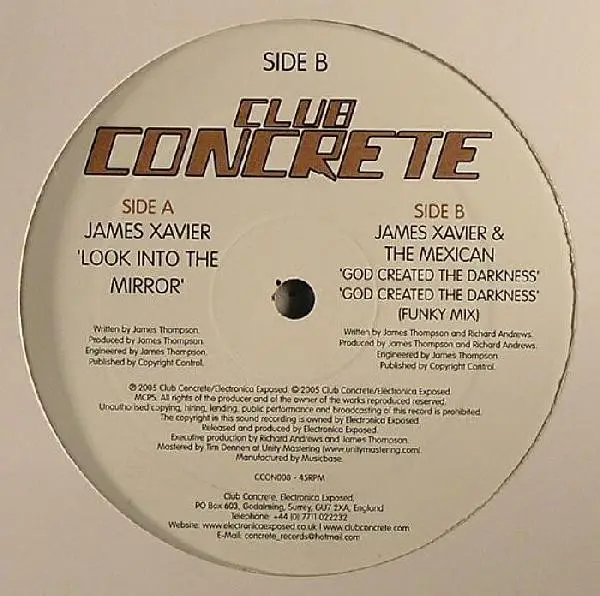 SIDE B
CLUB
CONCRETE
SIDE A
JAMES XAVIER
'LOOK INTO THE
MIRROR'
Written by James Thompson.
Produced by James Thompson.
Engineered by James Thompson.
Published by Copyright Control.
SIDE B
JAMES XAVIER &
THE MEXICAN
'GOD CREATED THE DARKNESS'
'GOD CREATED THE DARKNESS'
(FUNKY MIX)
Written by James Thompson and Richard Andrews.
Produced by James Thompson and Richard Andrews.
Engineered by James Thompson.
Published by Copyright Control.
℗ 2005 Club Concrete/Electronica Exposed. © 2005 Club Concrete/Electronica Exposed.
MCPS. All rights of the producer and of the owner of the works reproduced reserved.
Unauthorised copying, hiring, lending, public performance and broadcasting of this record is prohibited.
The copyright in this sound recording is owned by Electronica Exposed.
Released and produced by Electronica Exposed.
Executive production by Richard Andrews and James Thompson.
Mastered by Tim Dennen at Unity Mastering (www.unitymastering.com).
Manufactured by Musicbase.
CCON008 - 45RPM
Club Concrete, Electronica Exposed,
PO Box 603, Godalming, Surrey, GU7 2XA, England
Telephone: +44 (0) 7711 022232
Website: www.electronicaexposed.co.uk | www.clubconcrete.com
E-Mail: concrete_records@hotmail.com